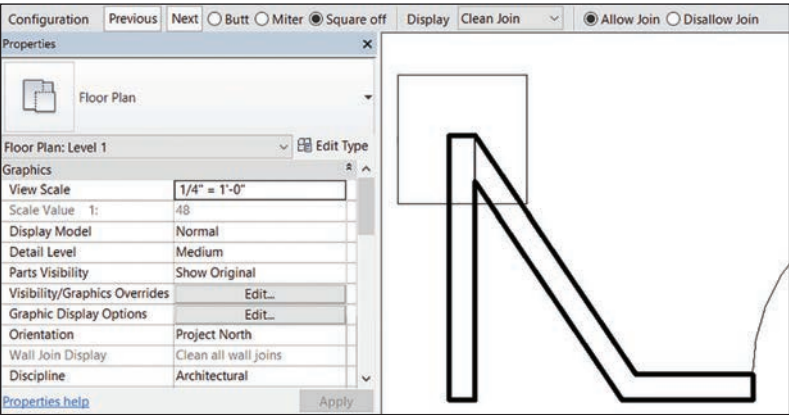 Configuration Previous Next Butt Miter Square off Display Clean Join Allow Join Disallow Join
Properties
Floor Plan
Floor Plan: Level 1 Edit Type
Graphics
View Scale 1/4" = 1'-0"
Scale Value 1: 48
Display Model Normal
Detail Level Medium
Parts Visibility Show Original
Visibility/Graphics Overrides Edit...
Graphic Display Options Edit...
Orientation Project North
Wall Join Display Clean all wall joins
Discipline Architectural
Properties help Apply